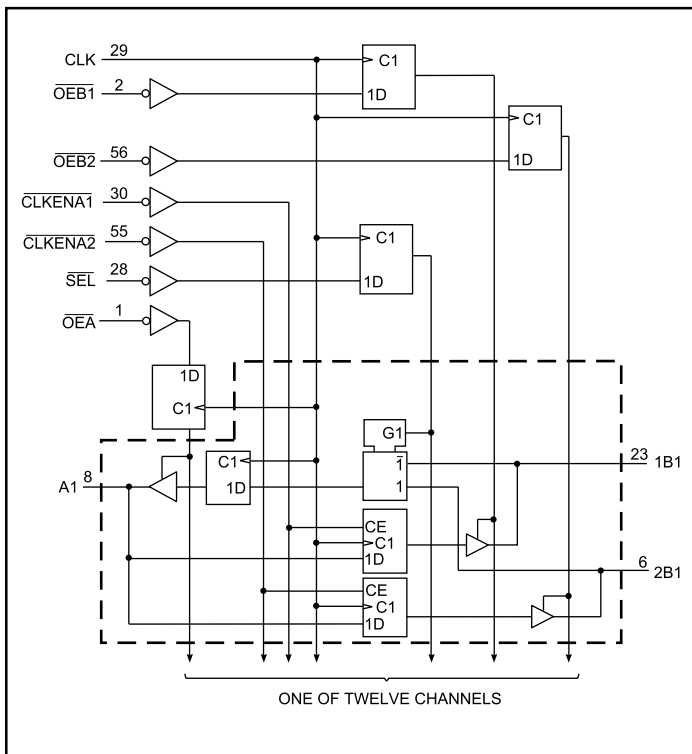 CLK 29
C1
1D
OEB1 2
C1
1D
OEB2 56
CLKENA1 30
CLKENA2 55
C1
1D
SEL 28
OEA 1
1D
C1
G1
C1
1D
1
1
23 1B1
A1 8
CE
C1
1D
6 2B1
CE
C1
1D
ONE OF TWELVE CHANNELS